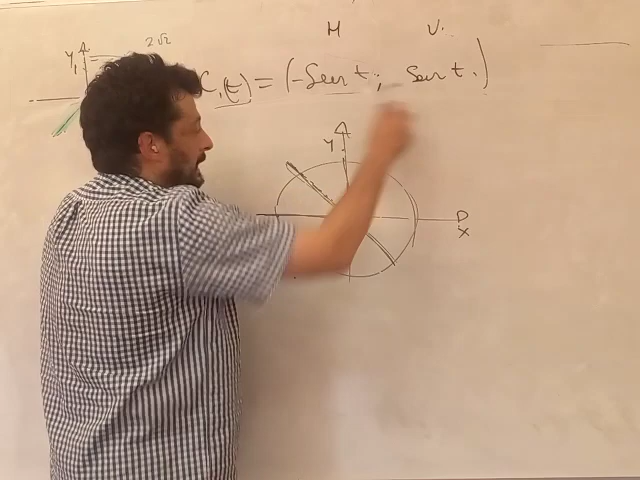 M U.
2√2
y
C₁(t) = (-Sen t ; Sen t.)
y
x